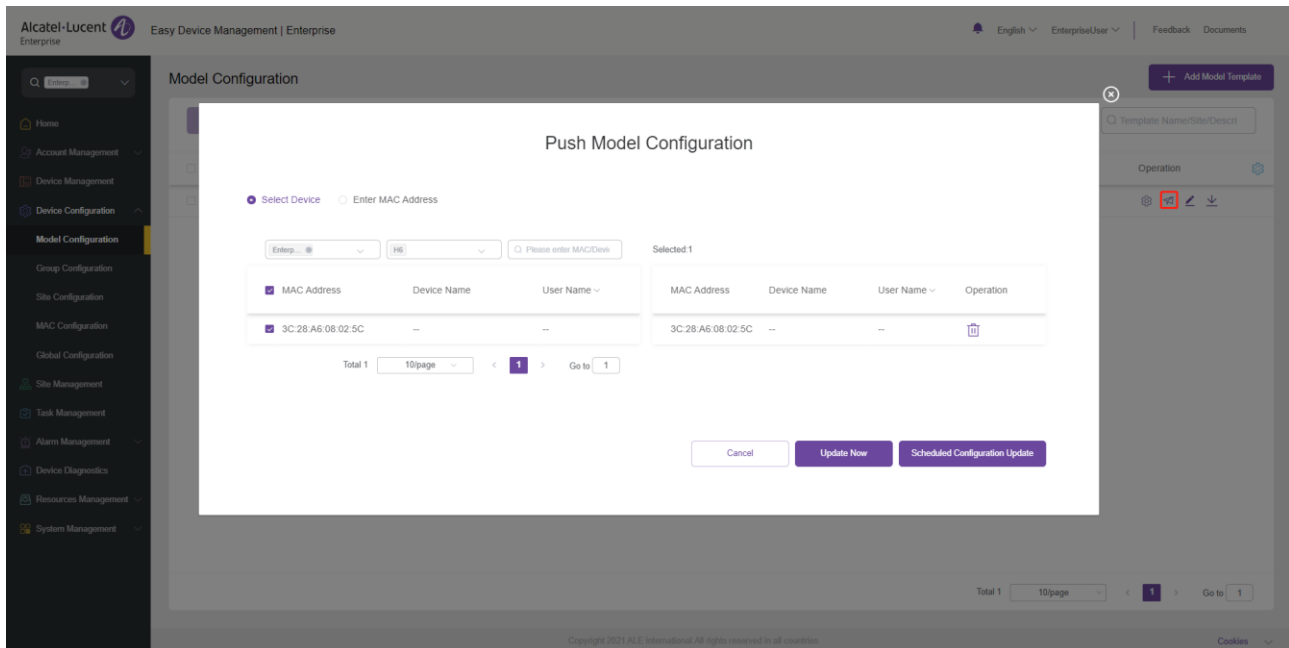 Alcatel·Lucent
Enterprise
Easy Device Management | Enterprise
English
EnterpriseUser
Feedback
Documents
Enterp...
Home
Account Management
Device Management
Device Configuration
Model Configuration
Group Configuration
Site Configuration
MAC Configuration
Global Configuration
Site Management
Task Management
Alarm Management
Device Diagnostics
Resources Management
System Management
Model Configuration
+ Add Model Template
Template Name/Site/Descri
Operation
Push Model Configuration
Select Device Enter MAC Address
Enterp... H6 Please enter MAC/Devi Selected:1
MAC Address Device Name User Name MAC Address Device Name User Name Operation
3C:28:A6:08:02:5C -- -- 3C:28:A6:08:02:5C -- --
Total 1 10/page < 1 > Go to 1
Cancel Update Now Scheduled Configuration Update
Total 1 10/page < 1 > Go to 1
Copyright 2021 ALE International All rights reserved in all countries
Cookies